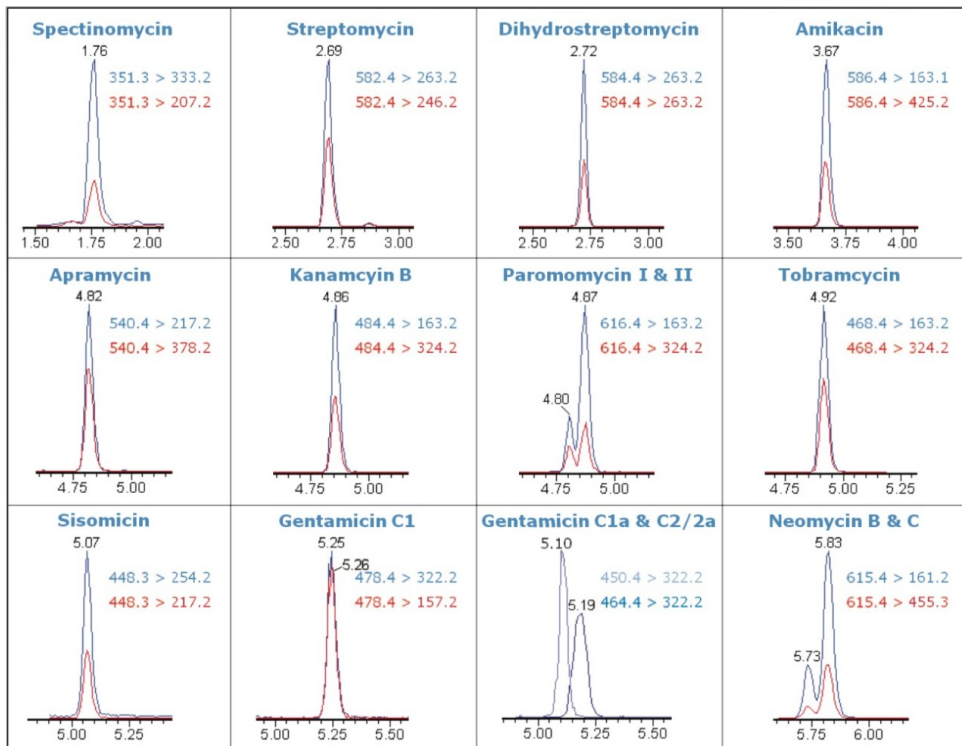 Spectinomycin
1.76
351.3 > 333.2
351.3 > 207.2
1.50 1.75 2.00
Streptomycin
2.69
582.4 > 263.2
582.4 > 246.2
2.50 2.75 3.00
Dihydrostreptomycin
2.72
584.4 > 263.2
584.4 > 263.2
2.50 2.75 3.00
Amikacin
3.67
586.4 > 163.1
586.4 > 425.2
3.50 3.75 4.00
Apramycin
4.82
540.4 > 217.2
540.4 > 378.2
4.75 5.00
Kanamcyin B
4.86
484.4 > 163.2
484.4 > 324.2
4.75 5.00
Paromomycin I & II
4.87
616.4 > 163.2
616.4 > 324.2
4.80
4.75 5.00
Tobramcycin
4.92
468.4 > 163.2
468.4 > 324.2
4.75 5.00 5.25
Sisomicin
5.07
448.3 > 254.2
448.3 > 217.2
5.00 5.25
Gentamicin C1
5.25
5.26
478.4 > 322.2
478.4 > 157.2
5.00 5.25 5.50
Gentamicin C1a & C2/2a
5.10
450.4 > 322.2
464.4 > 322.2
5.19
5.00 5.25 5.50
Neomycin B & C
5.83
615.4 > 161.2
615.4 > 455.3
5.73
5.75 6.00